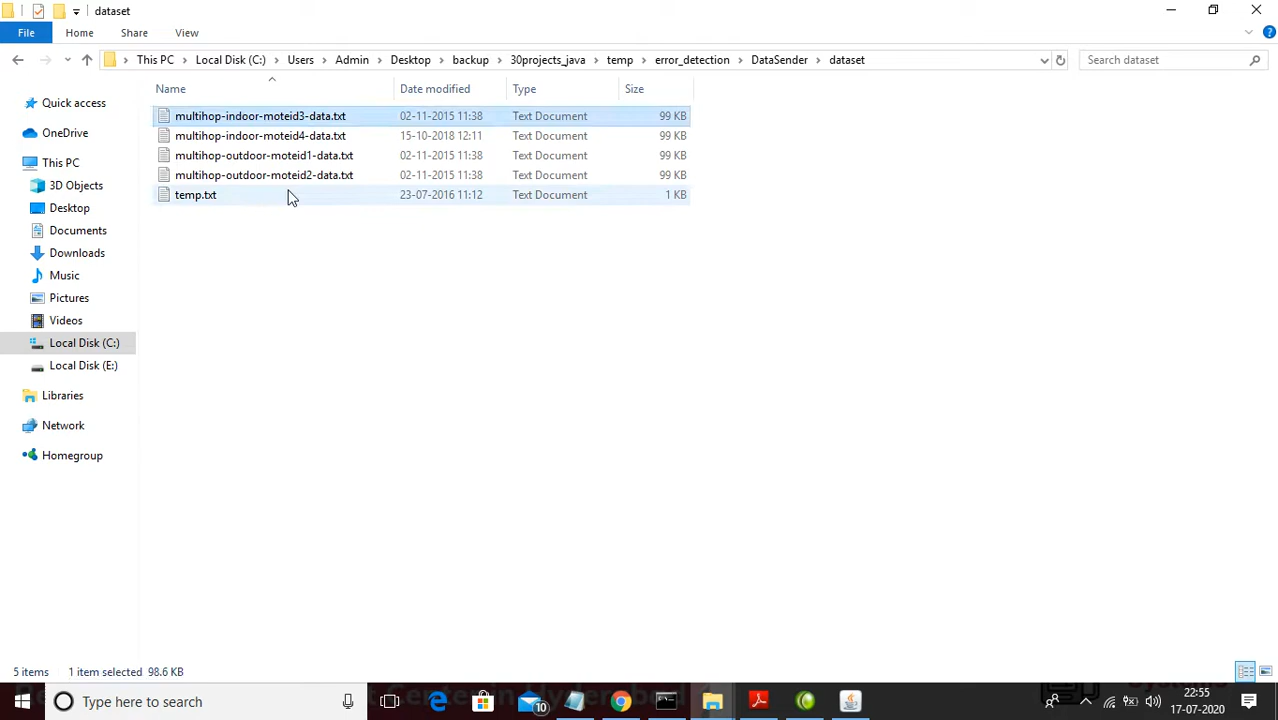 dataset
File Home Share View
This PC Local Disk (C:) Users Admin Desktop backup 30projects_java temp error_detection DataSender dataset Search dataset
Name Date modified Type Size
multihop-indoor-moteid3-data.txt 02-11-2015 11:38 Text Document 99 KB
multihop-indoor-moteid4-data.txt 15-10-2018 12:11 Text Document 99 KB
multihop-outdoor-moteid1-data.txt 02-11-2015 11:38 Text Document 99 KB
multihop-outdoor-moteid2-data.txt 02-11-2015 11:38 Text Document 99 KB
temp.txt 23-07-2016 11:12 Text Document 1 KB
Quick access
OneDrive
This PC
3D Objects
Desktop
Documents
Downloads
Music
Pictures
Videos
Local Disk (C:)
Local Disk (E:)
Libraries
Network
Homegroup
5 items 1 item selected 98.6 KB
Type here to search
10
22:55
17-07-2020